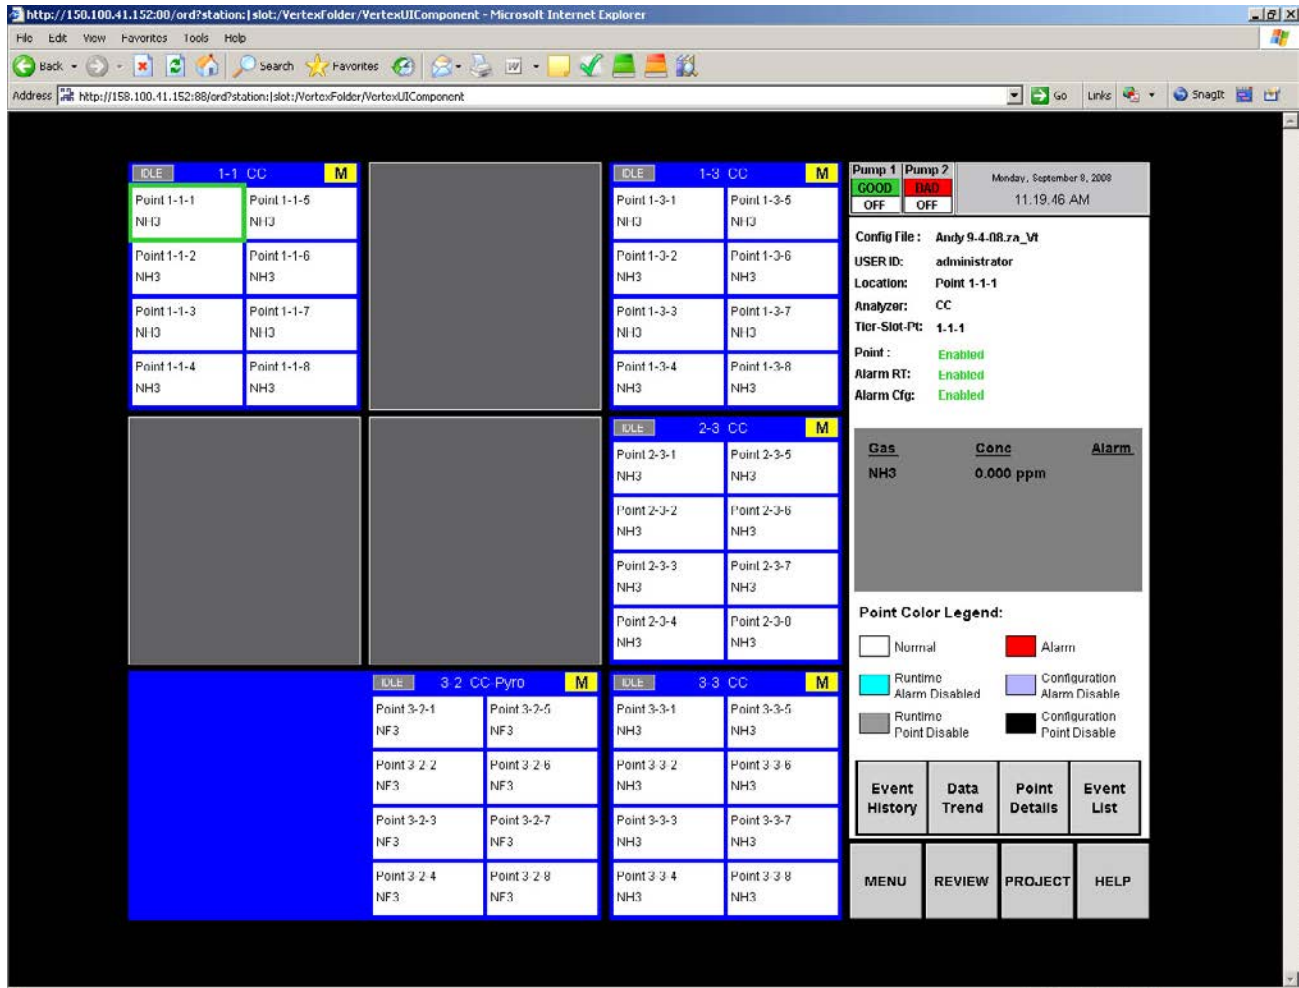 http://150.100.41.152:00/ord?station:|slot:/VertexFolder/VertexUIComponent - Microsoft Internet Explorer
File Edit View Favorites Tools Help
Back Search Favorites
Address http://158.100.41.152:88/ord?station:|slot:/VertexFolder/VertexUIComponent Go Links SnagIt
IDLE 1-1 CC M
Point 1-1-1 Point 1-1-5
NH3 NH3
Point 1-1-2 Point 1-1-6
NH3 NH3
Point 1-1-3 Point 1-1-7
NH3 NH3
Point 1-1-4 Point 1-1-8
NH3 NH3
IDLE 1-3 CC M
Point 1-3-1 Point 1-3-5
NH3 NH3
Point 1-3-2 Point 1-3-6
NH3 NH3
Point 1-3-3 Point 1-3-7
NH3 NH3
Point 1-3-4 Point 1-3-8
NH3 NH3
IDLE 2-3 CC M
Point 2-3-1 Point 2-3-5
NH3 NH3
Point 2-3-2 Point 2-3-6
NH3 NH3
Point 2-3-3 Point 2-3-7
NH3 NH3
Point 2-3-4 Point 2-3-8
NH3 NH3
IDLE 3-2 CC-Pyro M
Point 3-2-1 Point 3-2-5
NF3 NF3
Point 3-2-2 Point 3-2-6
NF3 NF3
Point 3-2-3 Point 3-2-7
NF3 NF3
Point 3-2-4 Point 3-2-8
NF3 NF3
IDLE 3-3 CC M
Point 3-3-1 Point 3-3-5
NH3 NH3
Point 3-3-2 Point 3-3-6
NH3 NH3
Point 3-3-3 Point 3-3-7
NH3 NH3
Point 3-3-4 Point 3-3-8
NH3 NH3
Pump 1 Pump 2
GOOD BAD
OFF OFF
Monday, September 8, 2008
11.19.46 AM
Config File : Andy 9-4-08.za_Vt
USER ID: administrator
Location: Point 1-1-1
Analyzer: CC
Tier-Slot-Pt: 1-1-1
Point : Enabled
Alarm RT: Enabled
Alarm Cfg: Enabled
Gas Conc Alarm
NH3 0.000 ppm
Point Color Legend:
Normal Alarm
Runtime Configuration
Alarm Disabled Alarm Disable
Runtime Configuration
Point Disable Point Disable
Event Data Point Event
History Trend Details List
MENU REVIEW PROJECT HELP